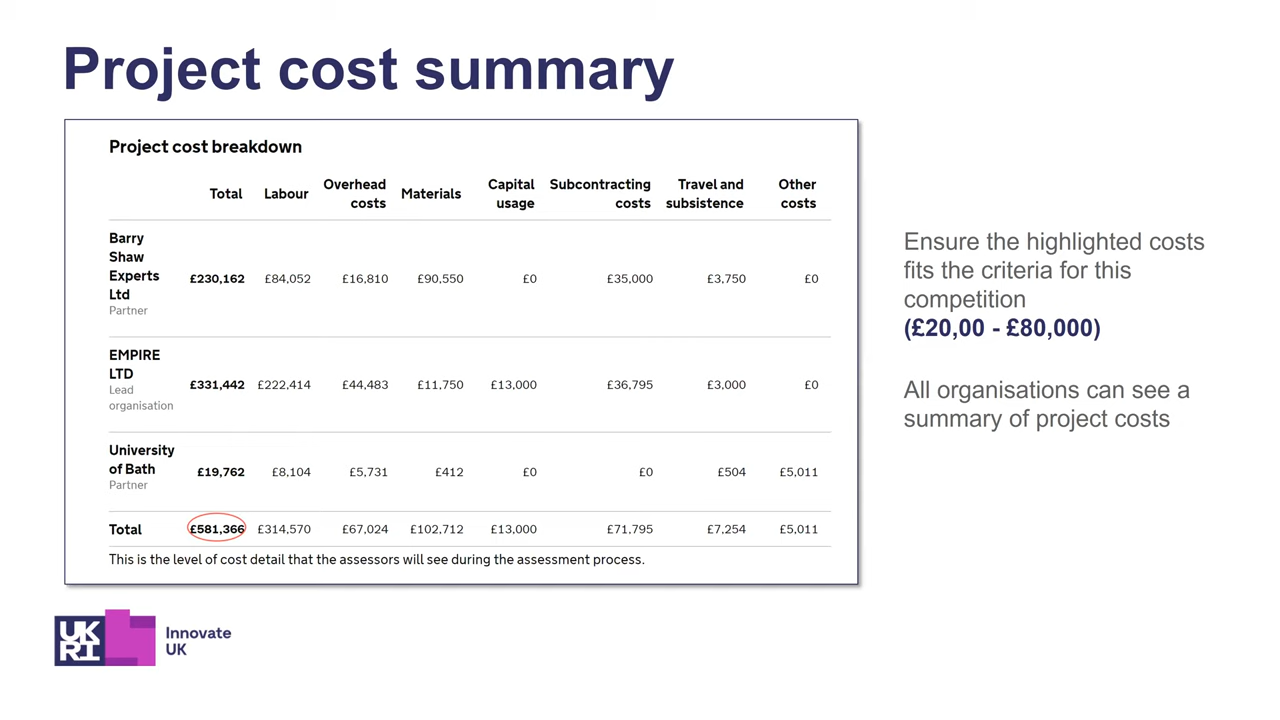 Project cost summary
Project cost breakdown
Total Labour Overhead costs Materials Capital usage Subcontracting costs Travel and subsistence Other costs
Barry Shaw Experts Ltd Partner £230,162 £84,052 £16,810 £90,550 £0 £35,000 £3,750 £0
EMPIRE LTD Lead organisation £331,442 £222,414 £44,483 £11,750 £13,000 £36,795 £3,000 £0
University of Bath Partner £19,762 £8,104 £5,731 £412 £0 £0 £504 £5,011
Total £581,366 £314,570 £67,024 £102,712 £13,000 £71,795 £7,254 £5,011
This is the level of cost detail that the assessors will see during the assessment process.
Ensure the highlighted costs
fits the criteria for this
competition
(£20,00 - £80,000)
All organisations can see a
summary of project costs
UK
RI
Innovate
UK